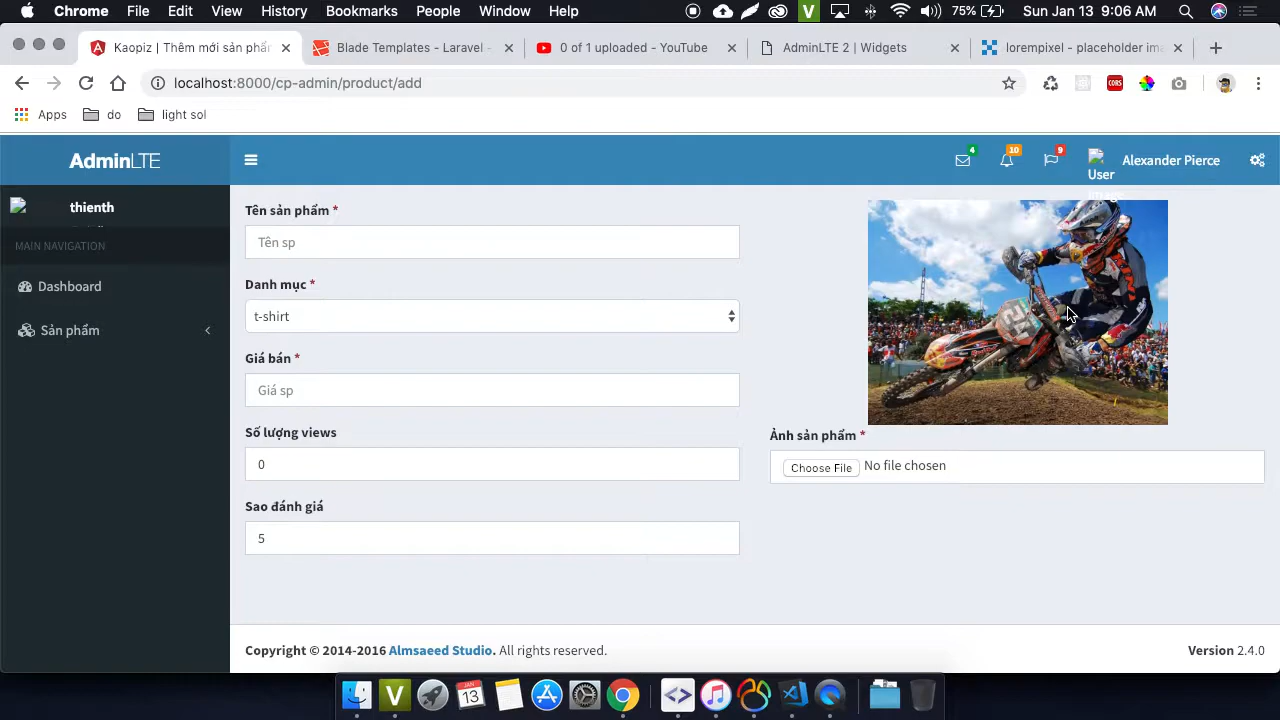 Chrome File Edit View History Bookmarks People Window Help V 75% Sun Jan 13 9:06 AM
Kaopiz | Thêm mới sản phẩm Blade Templates - Laravel - 0 of 1 uploaded - YouTube AdminLTE 2 | Widgets lorempixel - placeholder ima
localhost:8000/cp-admin/product/add CORS
Apps do light sol
AdminLTE 4 10 9 User Alexander Pierce
thienth
MAIN NAVIGATION
Dashboard
Sản phẩm
Tên sản phẩm *
Tên sp
Danh mục *
t-shirt
Giá bán *
Giá sp
Số lượng views
0
Sao đánh giá
5
Ảnh sản phẩm *
Choose File No file chosen
Copyright © 2014-2016 Almsaeed Studio. All rights reserved. Version 2.4.0
JAN
13